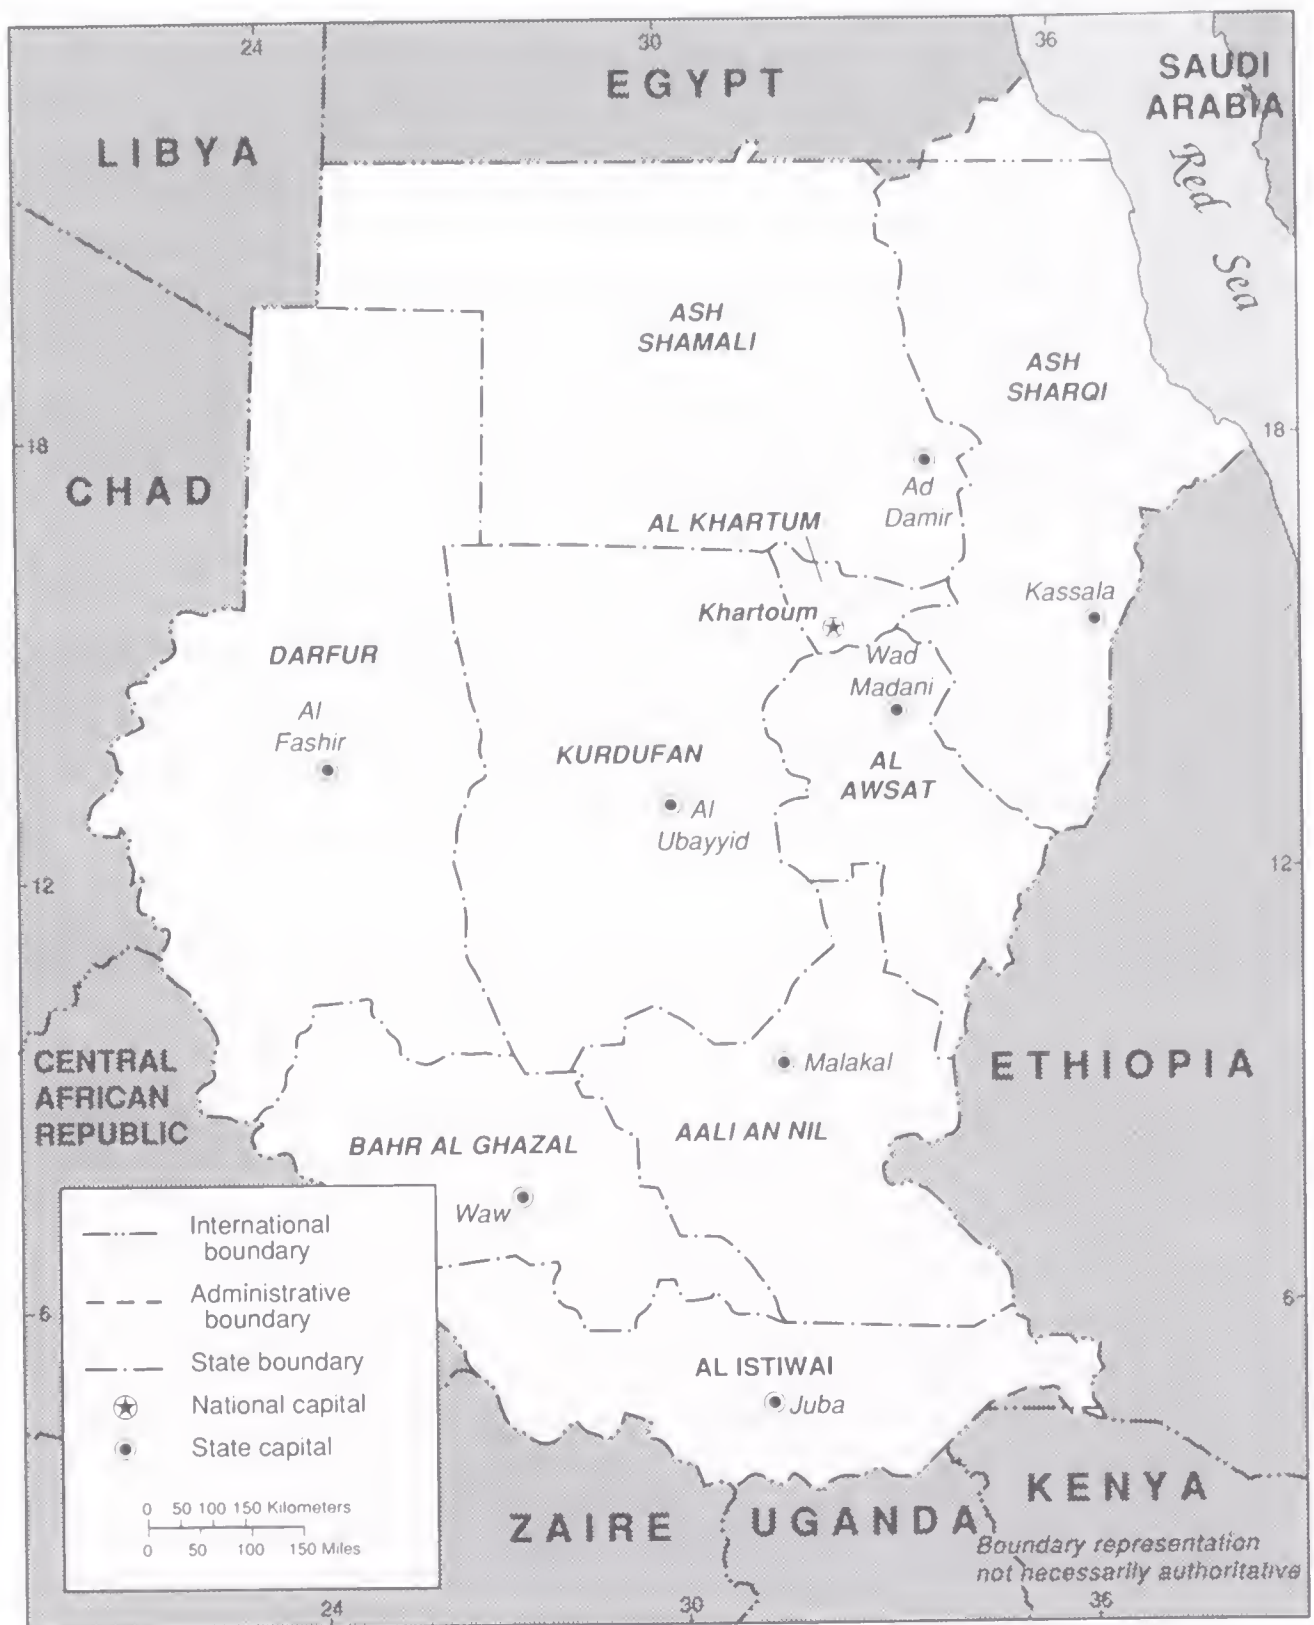 24
30
36
EGYPT
SAUDI
ARABIA
LIBYA
Red Sea
ASH
SHAMALI
ASH
SHARQI
18
18
CHAD
Ad
Damir
AL KHARTUM
Kassala
Khartoum
Wad
Madani
DARFUR
Al
Fashir
KURDUFAN
AL
AWSAT
Al
Ubayyid
12
12
CENTRAL
AFRICAN
REPUBLIC
Malakal
ETHIOPIA
AALI AN NIL
BAHR AL GHAZAL
Waw
International
boundary
Administrative
boundary
State boundary
National capital
State capital
0 50 100 150 Kilometers
0 50 100 150 Miles
6
6
AL ISTIWAI
Juba
ZAIRE
UGANDA
KENYA
Boundary representation
not necessarily authoritative
24
30
36